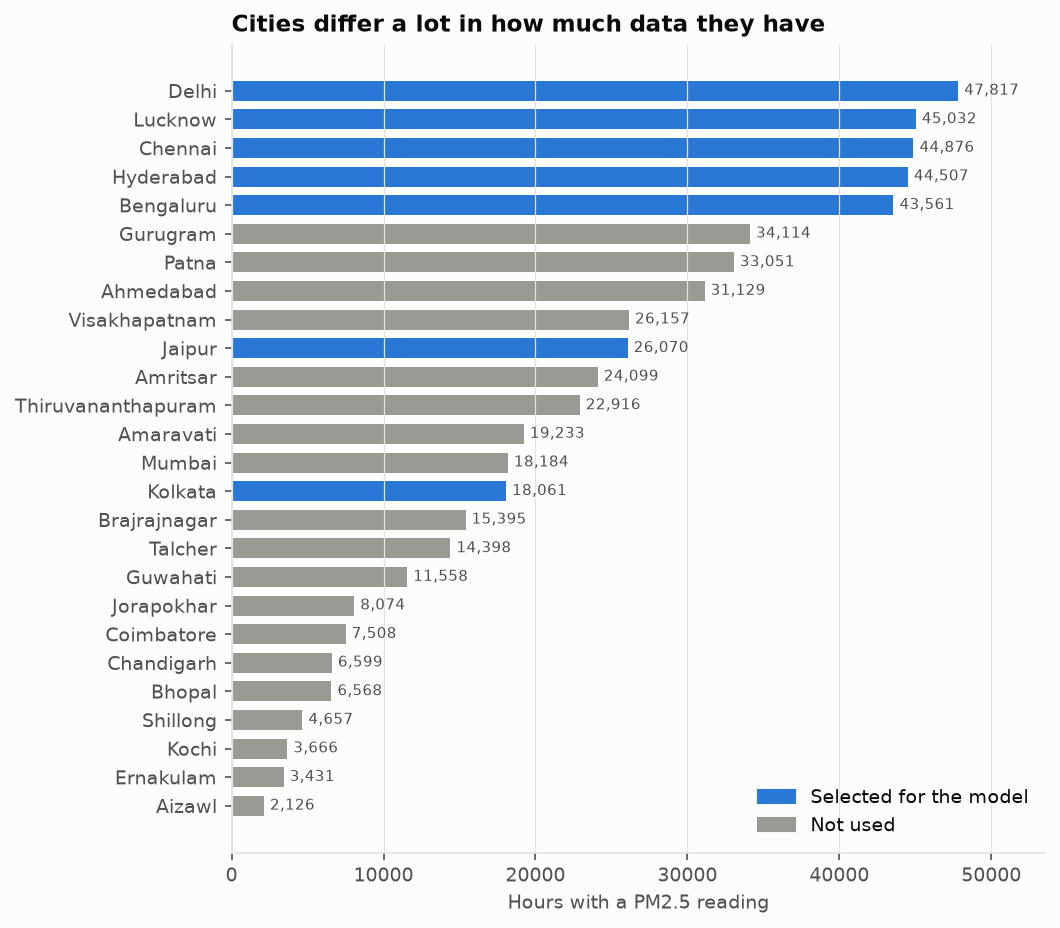 Cities differ a lot in how much data they have
Delhi 47,817
Lucknow 45,032
Chennai 44,876
Hyderabad 44,507
Bengaluru 43,561
Gurugram 34,114
Patna 33,051
Ahmedabad 31,129
Visakhapatnam 26,157
Jaipur 26,070
Amritsar 24,099
Thiruvananthapuram 22,916
Amaravati 19,233
Mumbai 18,184
Kolkata 18,061
Brajrajnagar 15,395
Talcher 14,398
Guwahati 11,558
Jorapokhar 8,074
Coimbatore 7,508
Chandigarh 6,599
Bhopal 6,568
Shillong 4,657
Kochi 3,666
Ernakulam 3,431
Aizawl 2,126
Selected for the model
Not used
0 10000 20000 30000 40000 50000
Hours with a PM2.5 reading